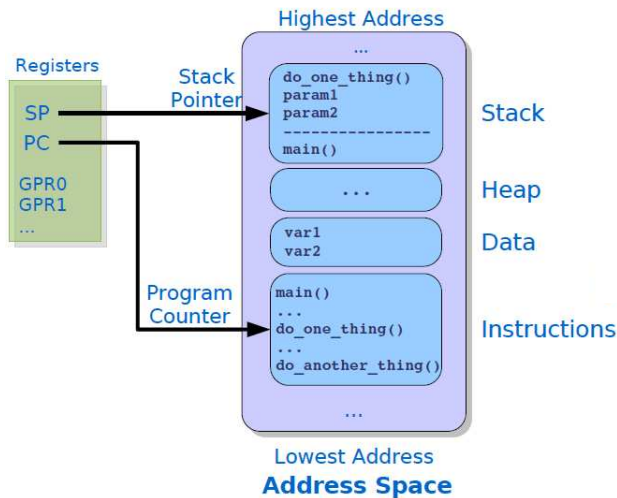 Highest Address
...
Registers
SP
PC
GPR0
GPR1
...
Stack
Pointer
do_one_thing()
param1
param2
----------------
main()
Stack
...
Heap
var1
var2
Data
Program
Counter
main()
...
do_one_thing()
...
do_another_thing()
Instructions
...
Lowest Address
Address Space